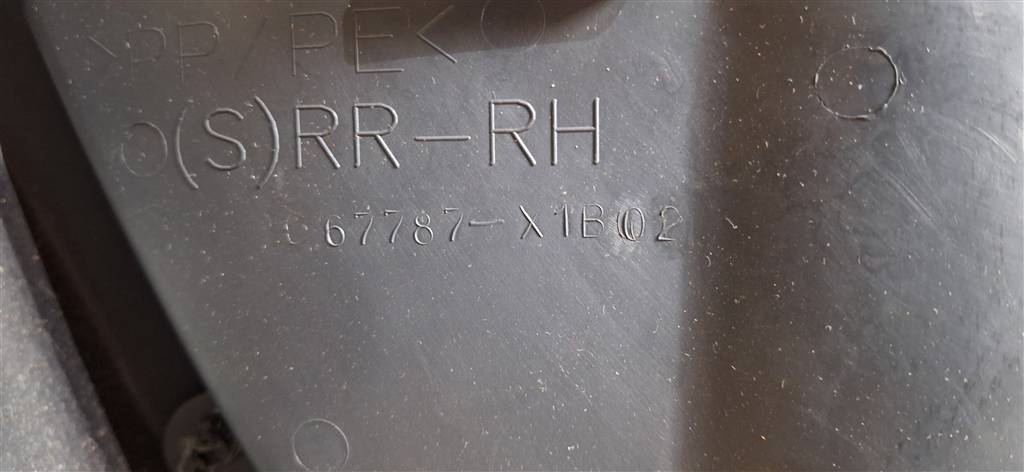 >PP/PE<
O(S)RR-RH
67787-X1B02